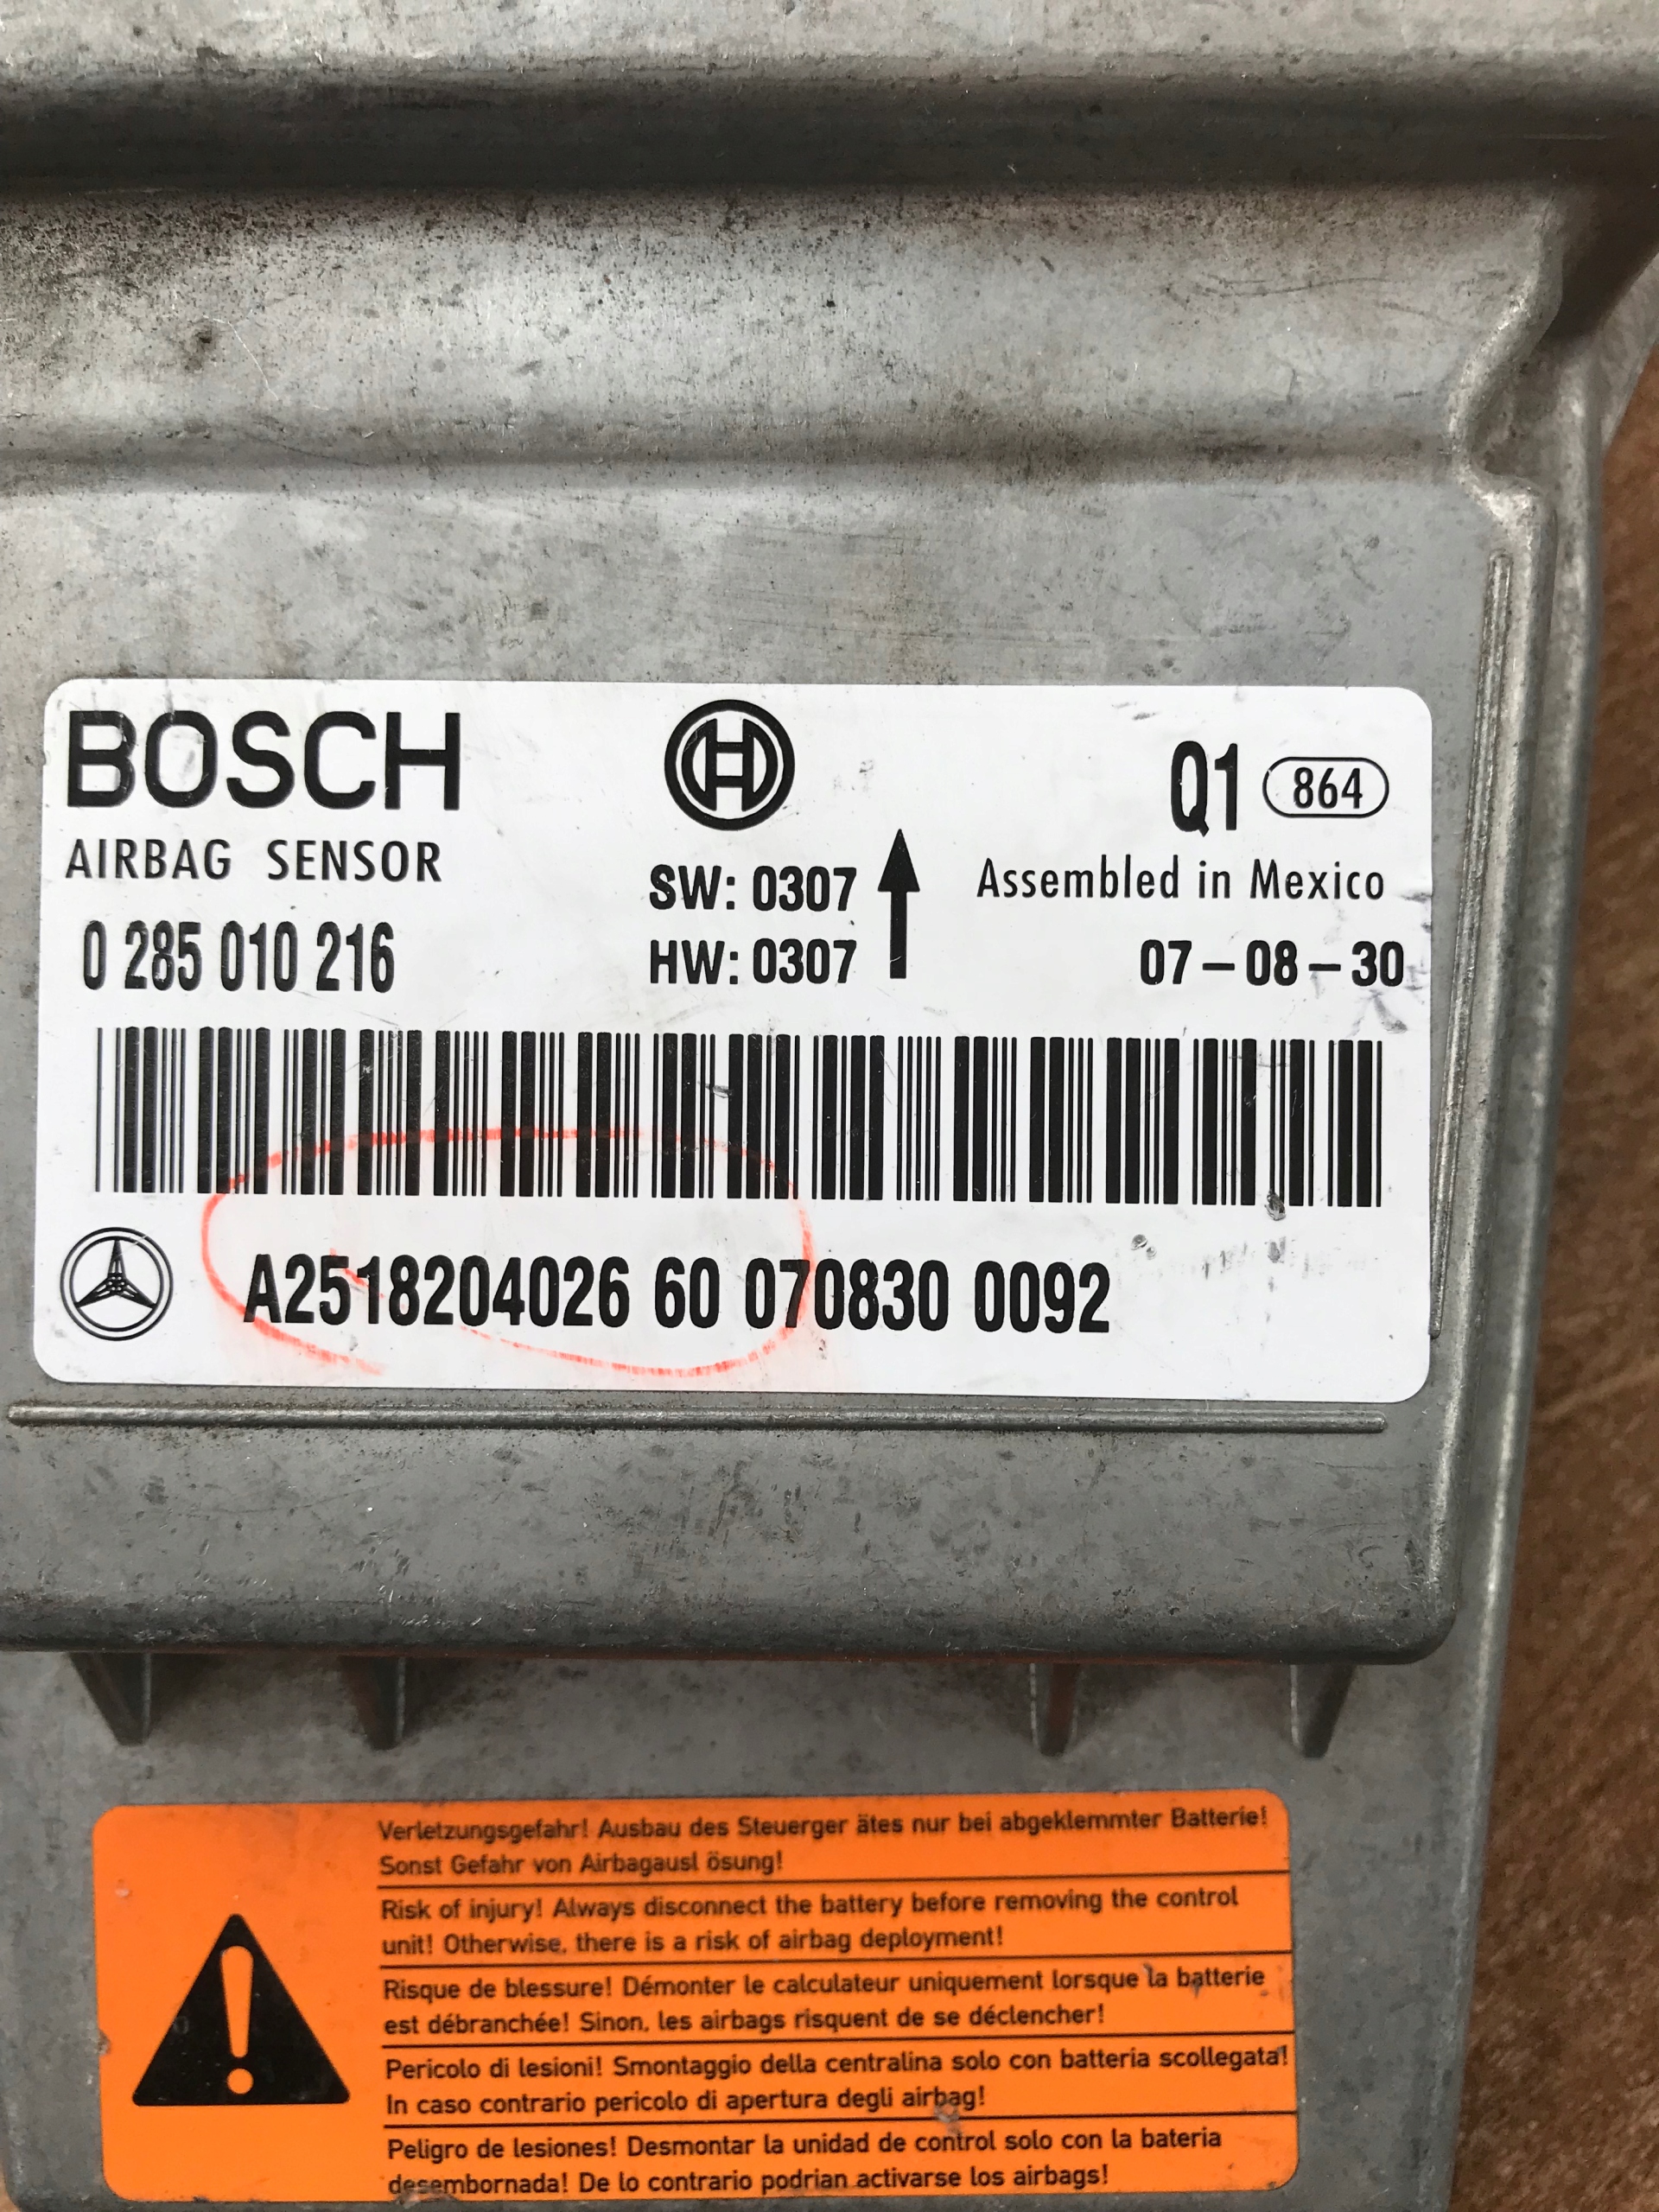 BOSCH
Q1 864
AIRBAG SENSOR
SW: 0307
Assembled in Mexico
0 285 010 216
HW: 0307
07-08-30
A2518204026 60 070830 0092
Verletzungsgefahr! Ausbau des Steuerger ätes nur bei abgeklemmter Batterie!
Sonst Gefahr von Airbagausl ösung!
Risk of injury! Always disconnect the battery before removing the control
unit! Otherwise, there is a risk of airbag deployment!
Risque de blessure! Démonter le calculateur uniquement lorsque la batterie
est débranchée! Sinon, les airbags risquent de se déclencher!
Pericolo di lesioni! Smontaggio della centralina solo con batteria scollegata!
In caso contrario pericolo di apertura degli airbag!
Peligro de lesiones! Desmontar la unidad de control solo con la bateria
desembornada! De lo contrario podrian activarse los airbags!